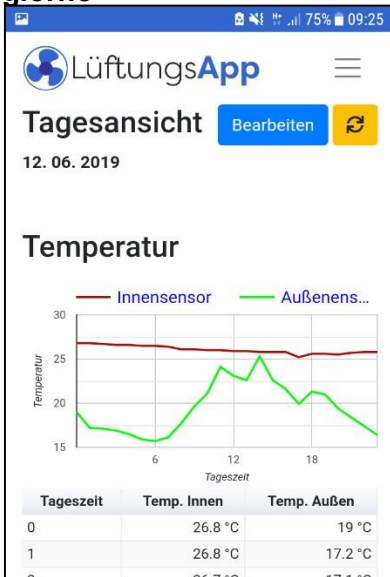 75% 09:25
LüftungsApp
Tagesansicht Bearbeiten
12. 06. 2019
Temperatur
Innensensor Außenens...
30
25
20
15
Temperatur
6 12 18
Tageszeit
Tageszeit Temp. Innen Temp. Außen
0 26.8 °C 19 °C
1 26.8 °C 17.2 °C